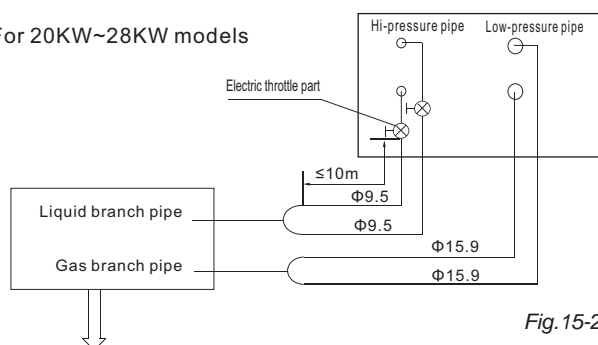 For 20KW~28KW models
Hi-pressure pipe
Low-pressure pipe
Electric throttle part
≤10m
Φ9.5
Φ9.5
Liquid branch pipe
Gas branch pipe
Φ15.9
Φ15.9
Fig.15-2